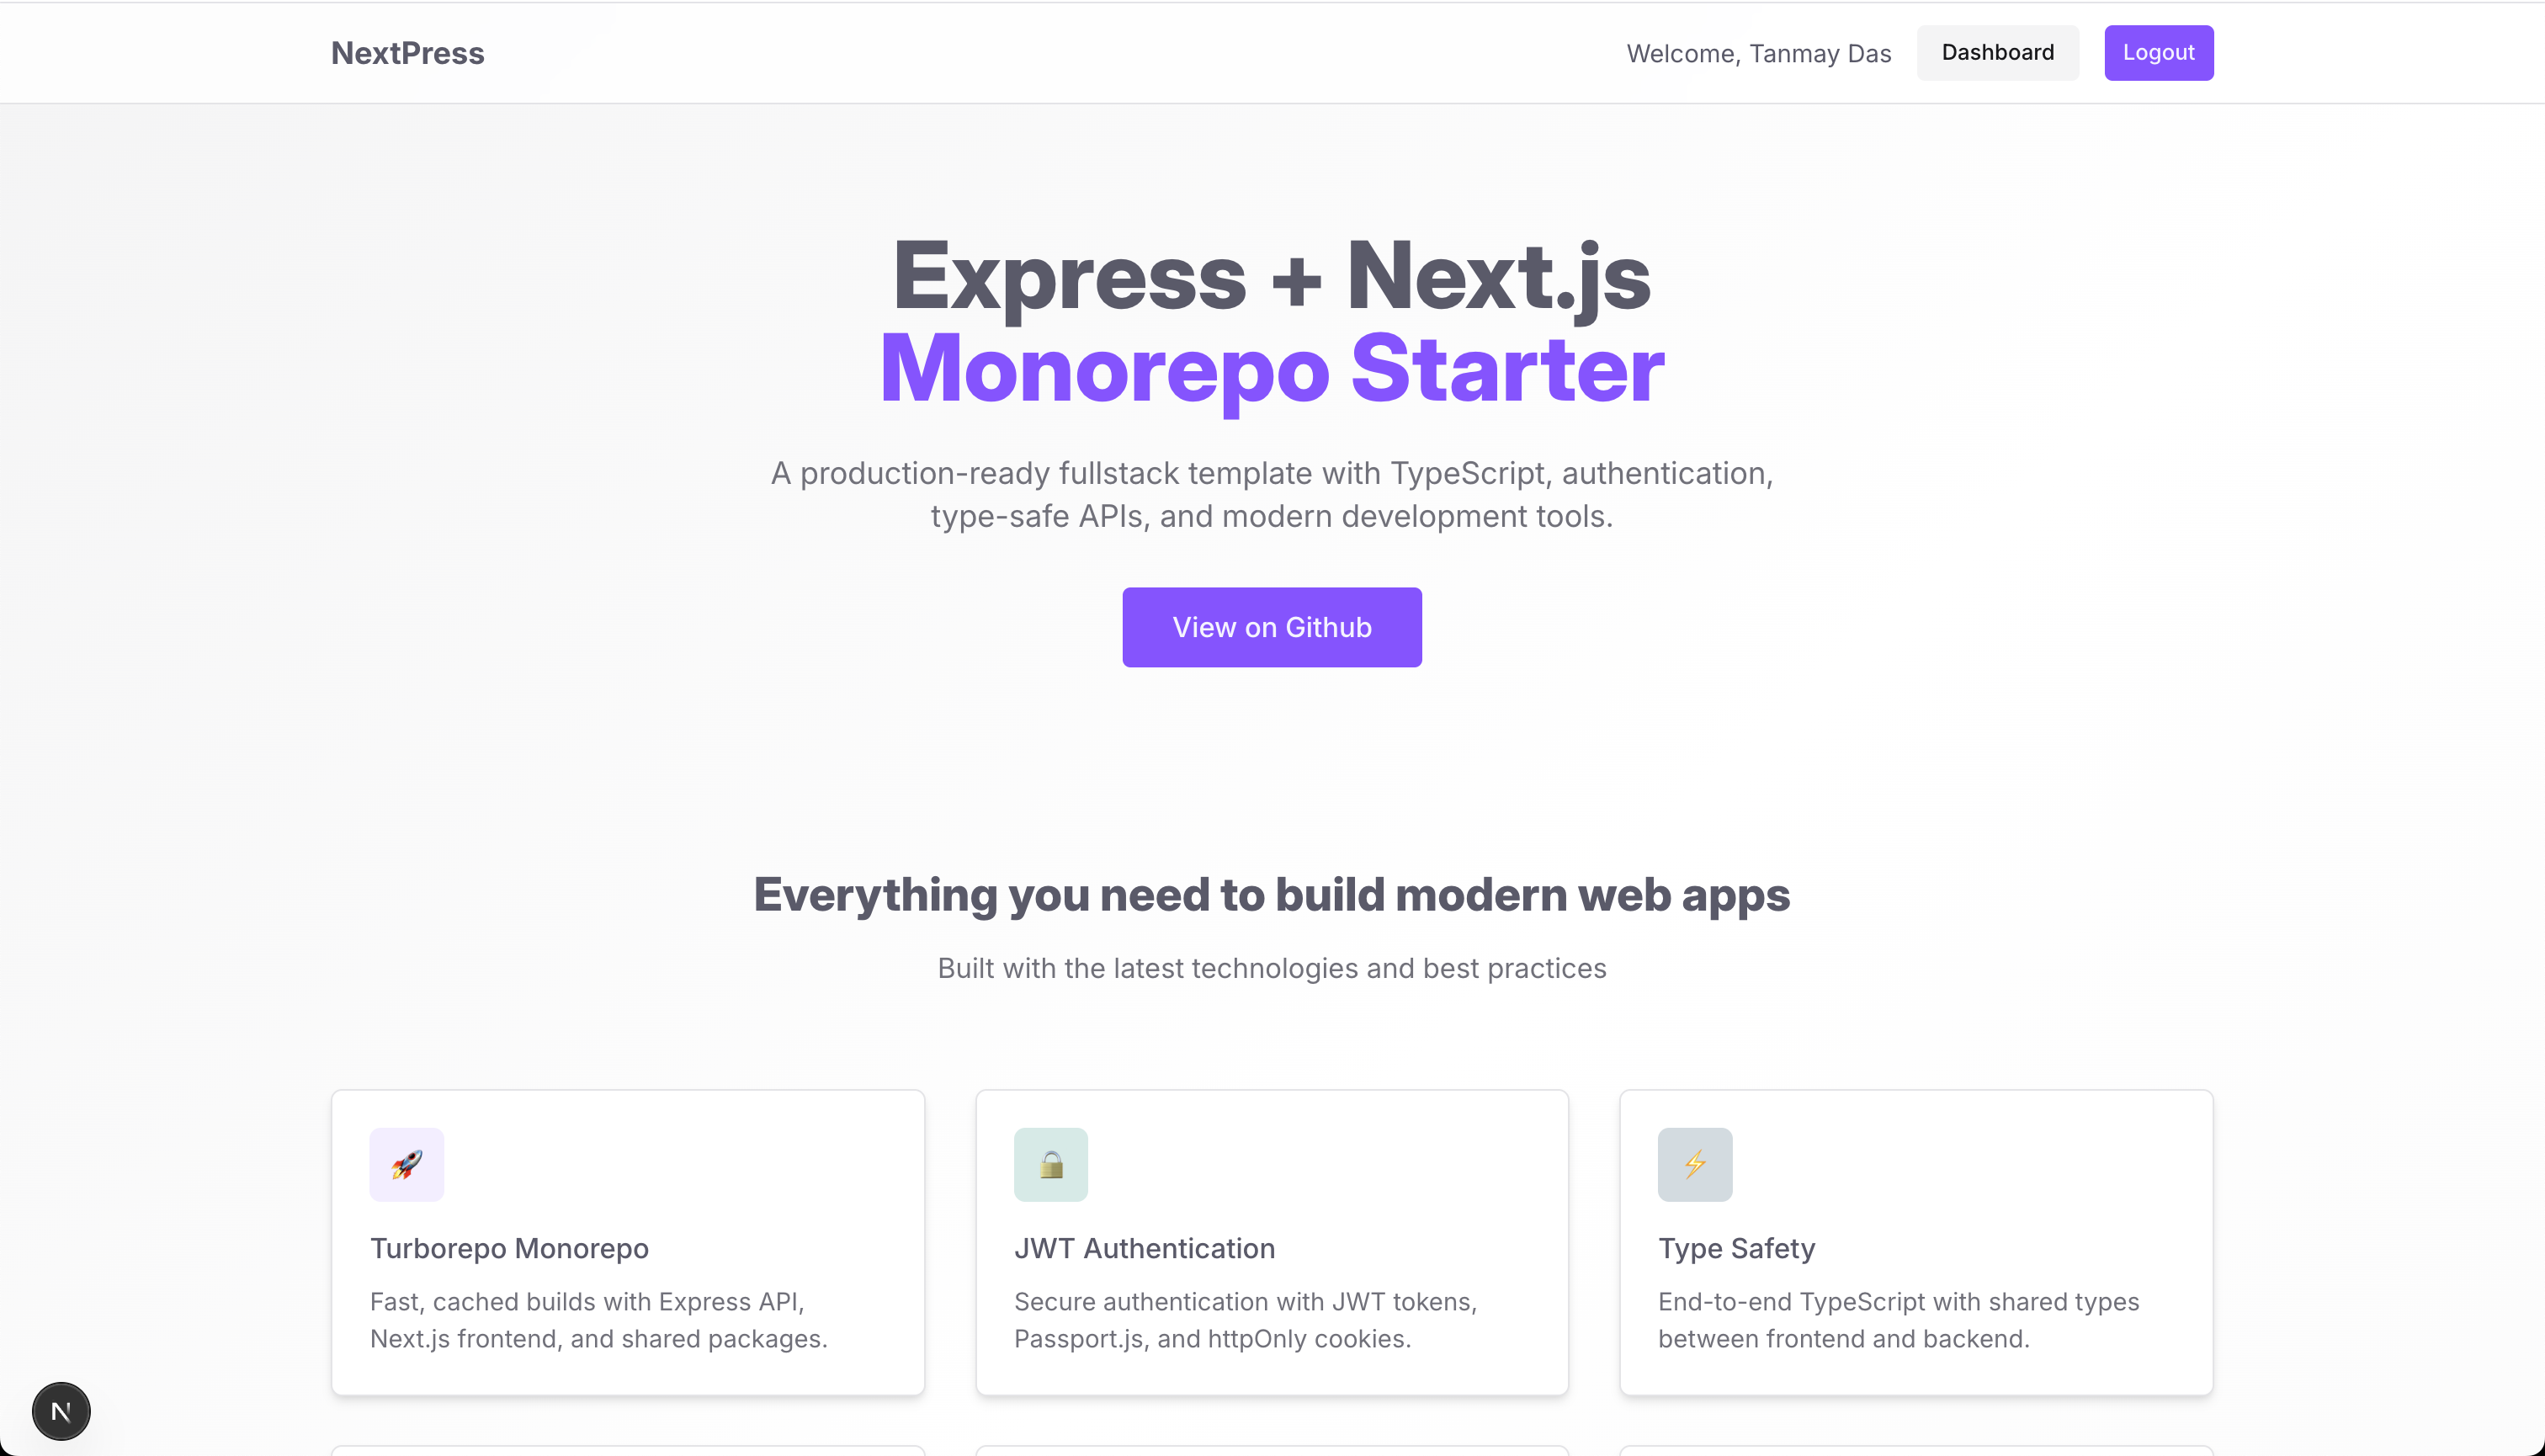 NextPress
Welcome, Tanmay Das
Dashboard
Logout
Express + Next.js
Monorepo Starter
A production-ready fullstack template with TypeScript, authentication,
type-safe APIs, and modern development tools.
View on Github
Everything you need to build modern web apps
Built with the latest technologies and best practices
Turborepo Monorepo
Fast, cached builds with Express API,
Next.js frontend, and shared packages.
JWT Authentication
Secure authentication with JWT tokens,
Passport.js, and httpOnly cookies.
Type Safety
End-to-end TypeScript with shared types
between frontend and backend.
N